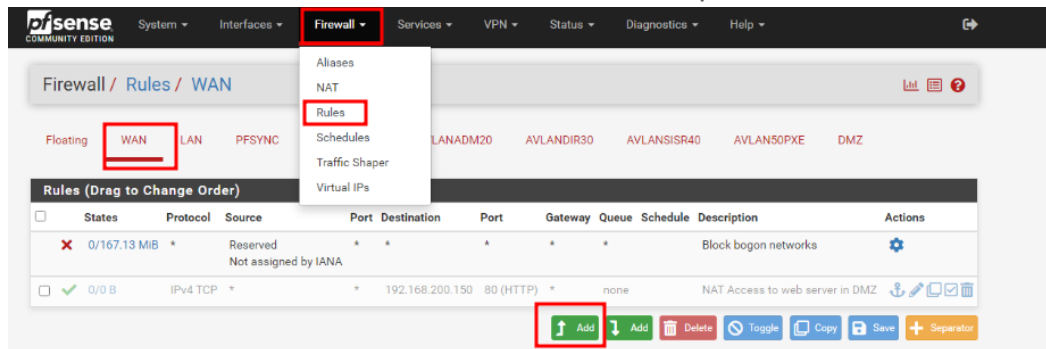 pfsense
COMMUNITY EDITION
System Interfaces Firewall Services VPN Status Diagnostics Help
Aliases
NAT
Rules
Schedules
Traffic Shaper
Virtual IPs
Firewall / Rules / WAN
Floating WAN LAN PFSYNC LANADM20 AVLANDIR30 AVLANSISR40 AVLAN50PXE DMZ
Rules (Drag to Change Order)
States Protocol Source Port Destination Port Gateway Queue Schedule Description Actions
0/167.13 MiB * Reserved * * * * * Block bogon networks
Not assigned by IANA
0/0 B IPv4 TCP * * 192.168.200.150 80 (HTTP) * none NAT Access to web server in DMZ
Add Add Delete Toggle Copy Save Separator